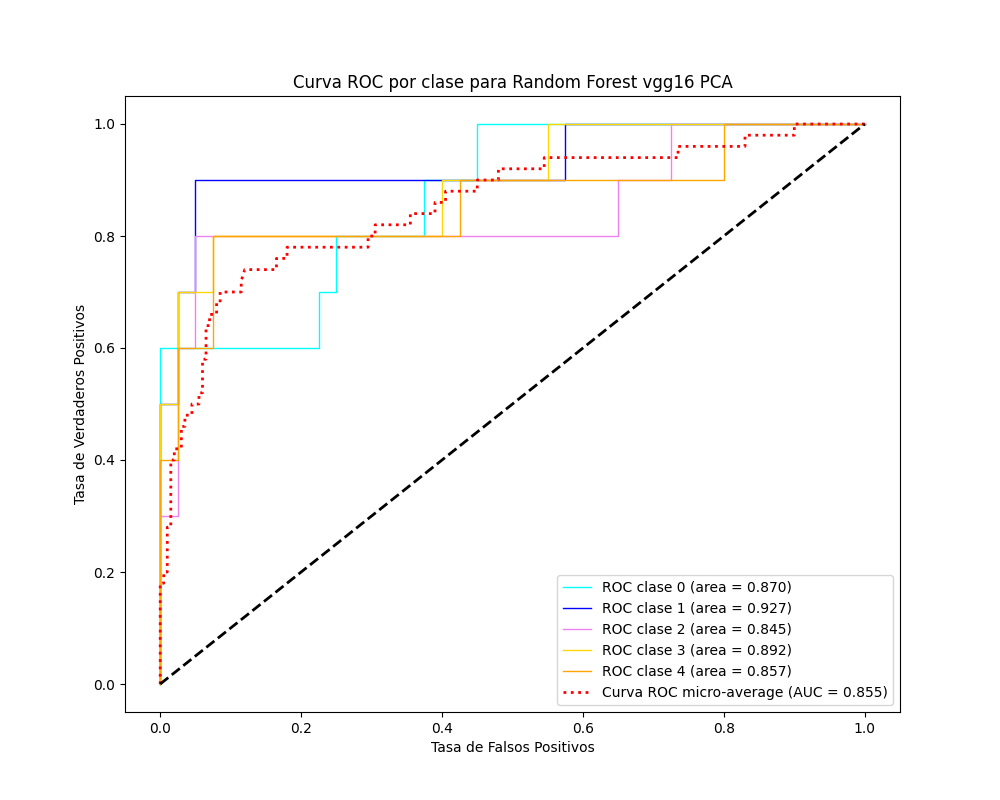 Curva ROC por clase para Random Forest vgg16 PCA
Tasa de Verdaderos Positivos
1.0
0.8
0.6
0.4
0.2
0.0
0.0 0.2 0.4 0.6 0.8 1.0
Tasa de Falsos Positivos
ROC clase 0 (area = 0.870)
ROC clase 1 (area = 0.927)
ROC clase 2 (area = 0.845)
ROC clase 3 (area = 0.892)
ROC clase 4 (area = 0.857)
Curva ROC micro-average (AUC = 0.855)